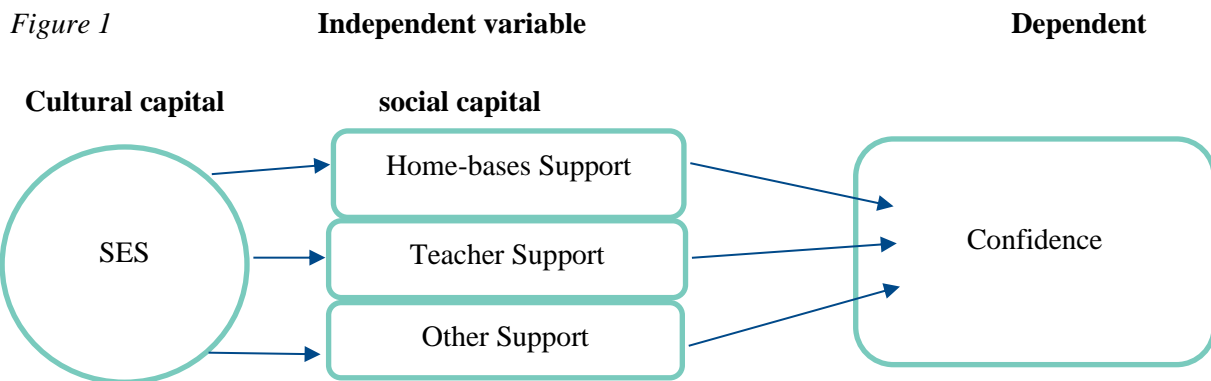 Figure 1 Independent variable Dependent
Cultural capital social capital
Home-bases Support
SES Teacher Support Confidence
Other Support